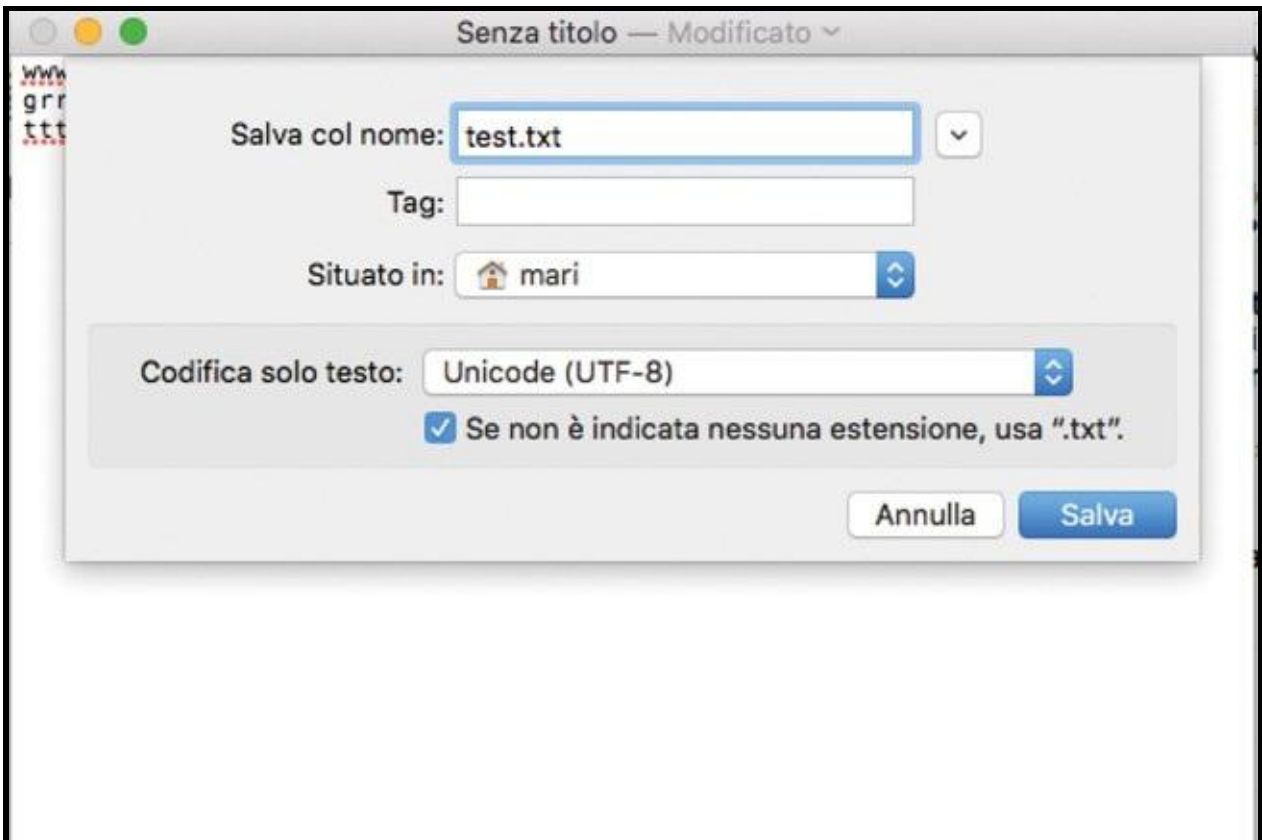 Senza titolo — Modificato
www
grr
ttt
Salva col nome: test.txt
Tag:
Situato in: mari
Codifica solo testo: Unicode (UTF-8)
Se non è indicata nessuna estensione, usa “.txt”.
Annulla Salva